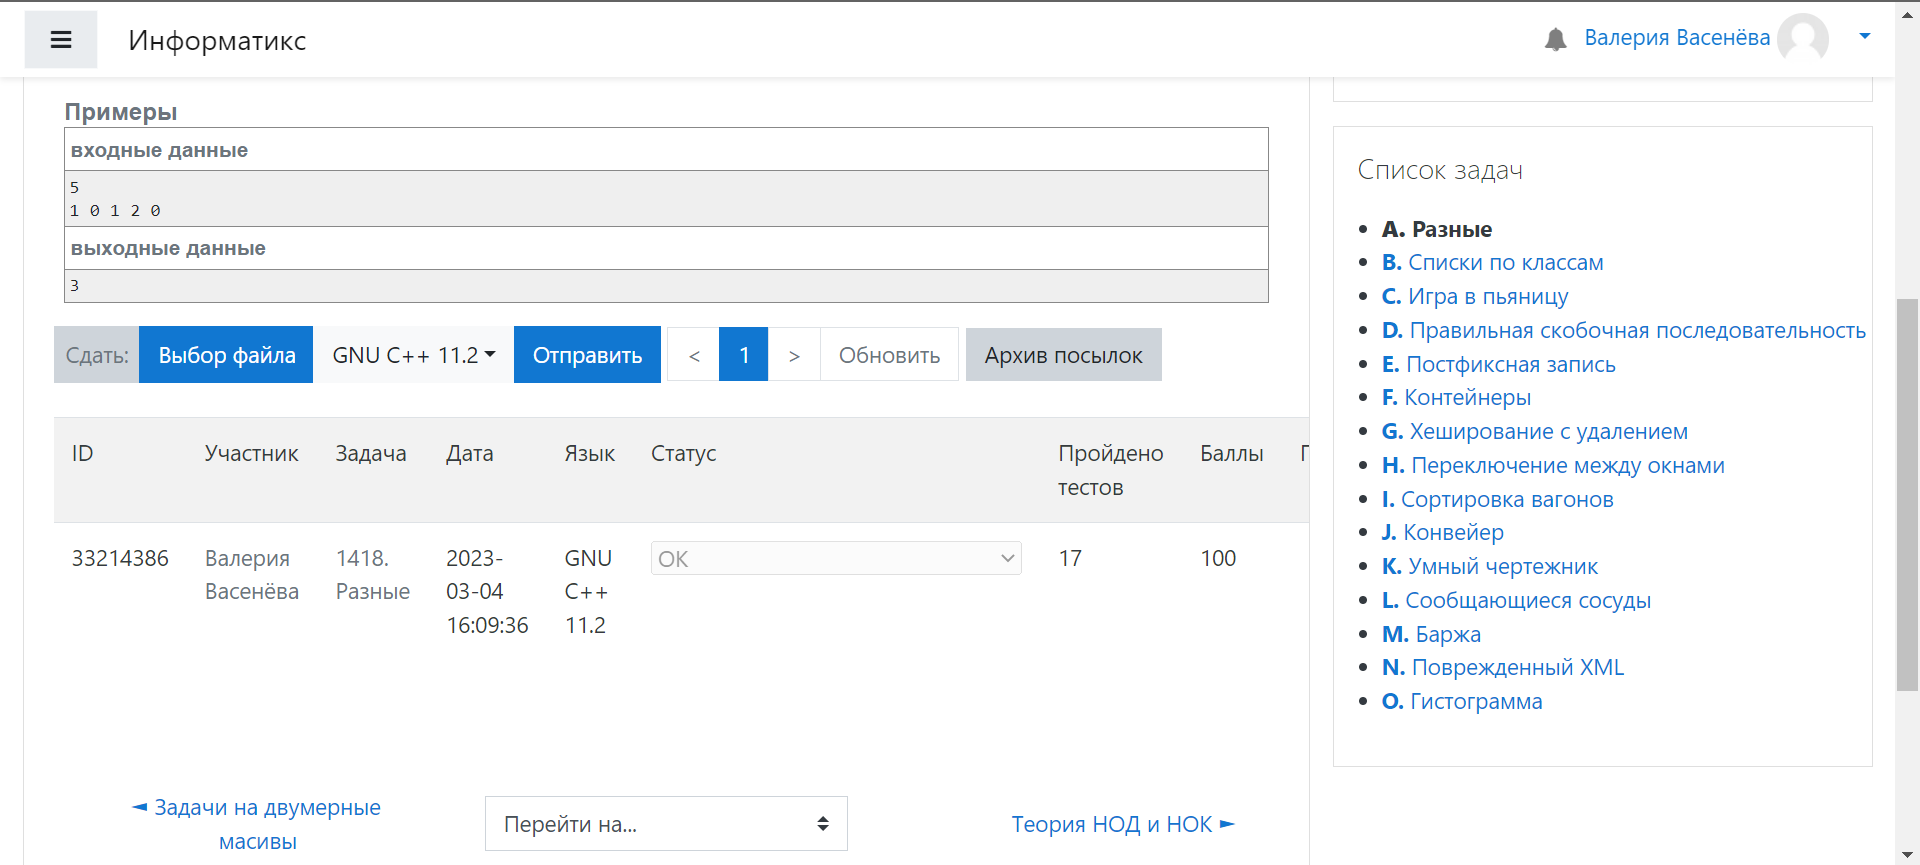 Информатикс
Валерия Васенёва
Примеры
входные данные
5
1 0 1 2 0
выходные данные
3
Сдать: Выбор файла GNU C++ 11.2 Отправить < 1 > Обновить Архив посылок
ID Участник Задача Дата Язык Статус Пройдено тестов Баллы
33214386 Валерия Васенёва 1418. Разные 2023-03-04 16:09:36 GNU C++ 11.2 OK 17 100
◄ Задачи на двумерные
масивы
Перейти на...
Теория НОД и НОК ►
Список задач
A. Разные
B. Списки по классам
C. Игра в пьяницу
D. Правильная скобочная последовательность
E. Постфиксная запись
F. Контейнеры
G. Хеширование с удалением
H. Переключение между окнами
I. Сортировка вагонов
J. Конвейер
K. Умный чертежник
L. Сообщающиеся сосуды
M. Баржа
N. Поврежденный XML
O. Гистограмма